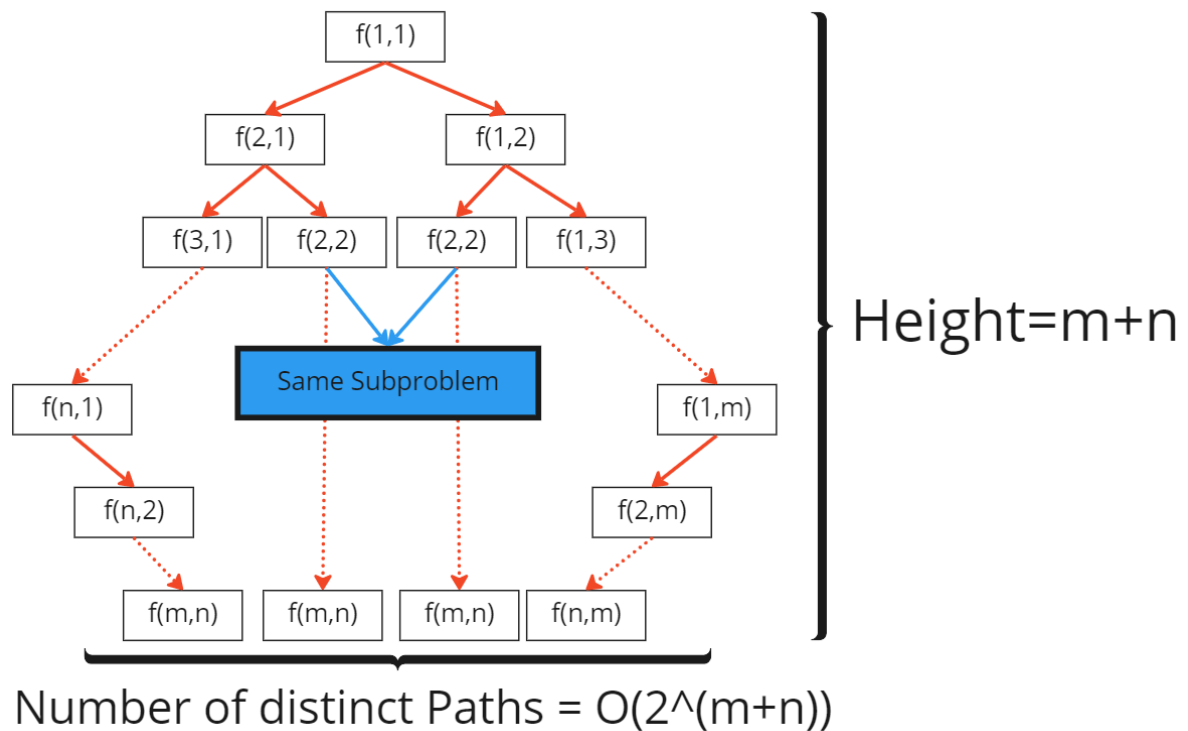 f(1,1)
f(2,1)
f(1,2)
f(3,1)
f(2,2)
f(2,2)
f(1,3)
Height=m+n
Same Subproblem
f(n,1)
f(1,m)
f(n,2)
f(2,m)
f(m,n)
f(m,n)
f(m,n)
f(n,m)
Number of distinct Paths = O(2^(m+n))